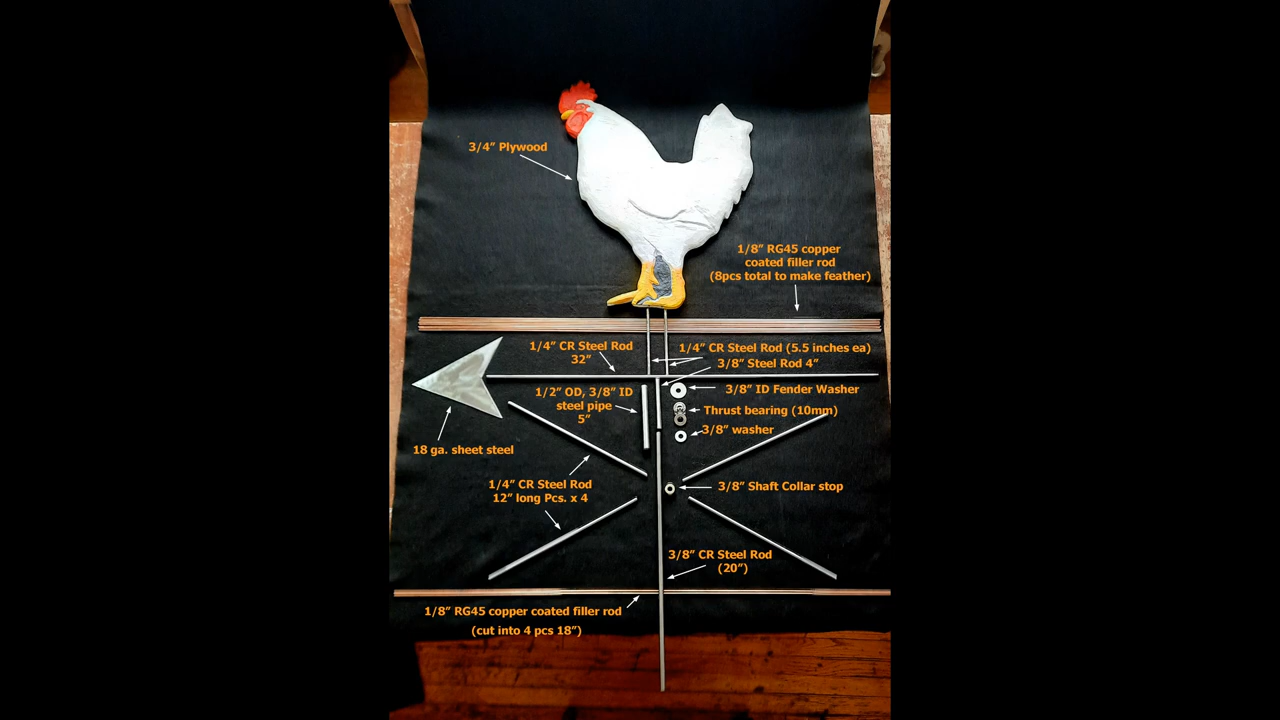 3/4” Plywood
1/8” RG45 copper
coated filler rod
(8pcs total to make feather)
1/4” CR Steel Rod
32”
1/4” CR Steel Rod (5.5 inches ea)
3/8” Steel Rod 4”
1/2” OD, 3/8” ID
steel pipe
5”
3/8” ID Fender Washer
Thrust bearing (10mm)
3/8” washer
18 ga. sheet steel
1/4” CR Steel Rod
12” long Pcs. x 4
3/8” Shaft Collar stop
3/8” CR Steel Rod
(20”)
1/8” RG45 copper coated filler rod
(cut into 4 pcs 18”)